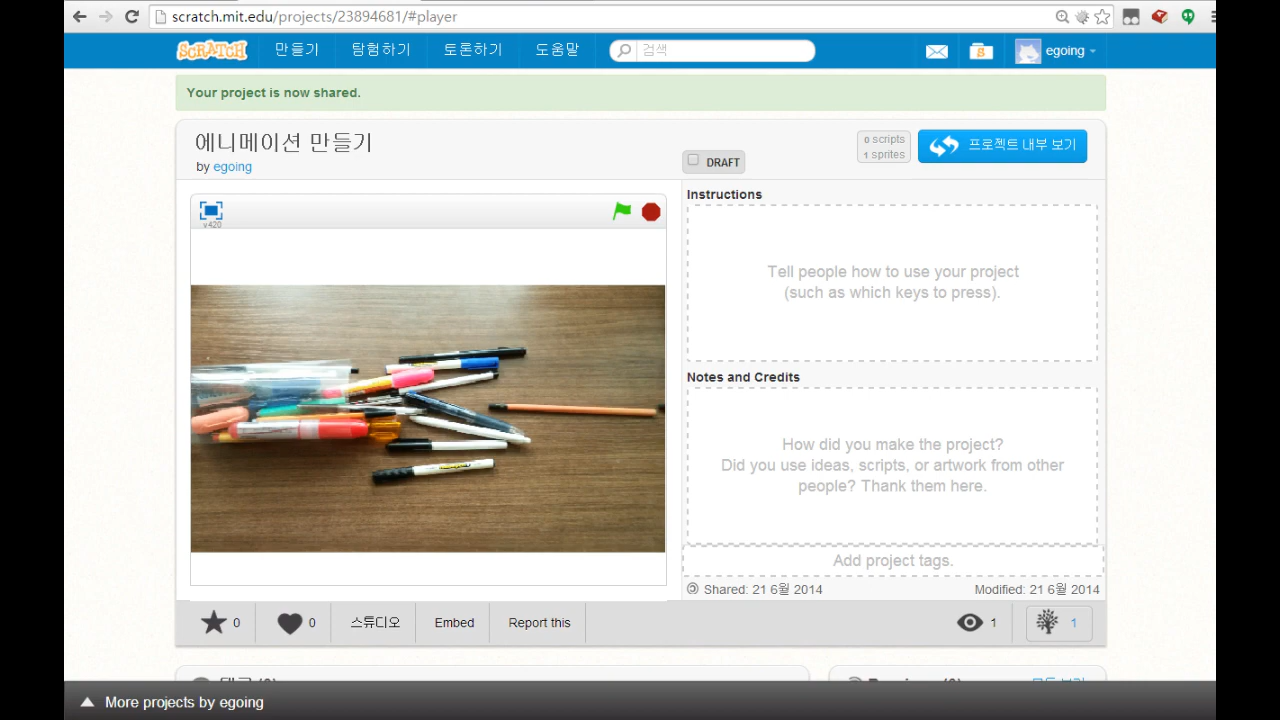 scratch.mit.edu/projects/23894681/#player
SCRATCH 만들기 탐험하기 토론하기 도움말 검색 8 egoing
Your project is now shared.
에니메이션 만들기
by egoing
DRAFT
0 scripts
1 sprites
프로젝트 내부 보기
v420
Instructions
Tell people how to use your project
(such as which keys to press).
Notes and Credits
How did you make the project?
Did you use ideas, scripts, or artwork from other
people? Thank them here.
Add project tags.
Shared: 21 6월 2014 Modified: 21 6월 2014
0 0 스튜디오 Embed Report this 1 1
More projects by egoing